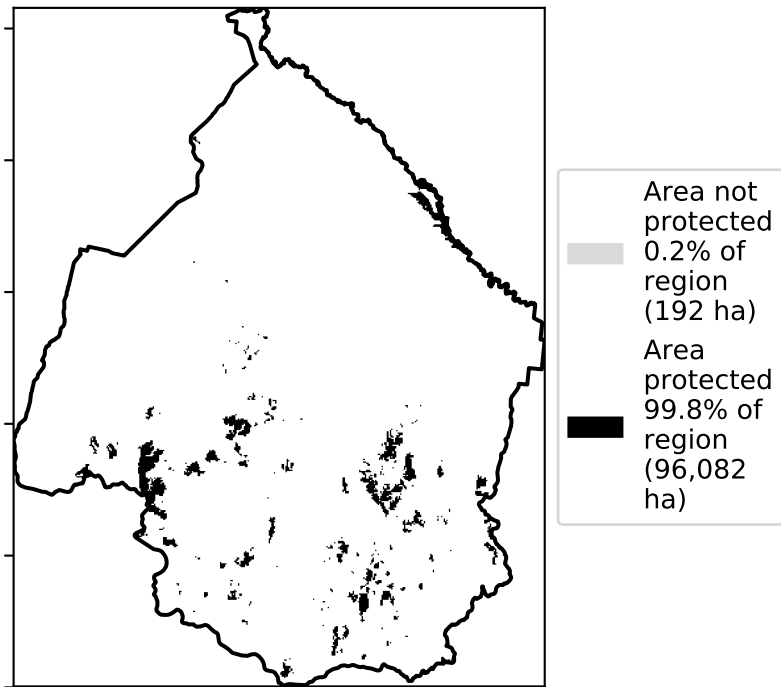 Area not
protected
0.2% of
region
(192 ha)
Area
protected
99.8% of
region
(96,082
ha)